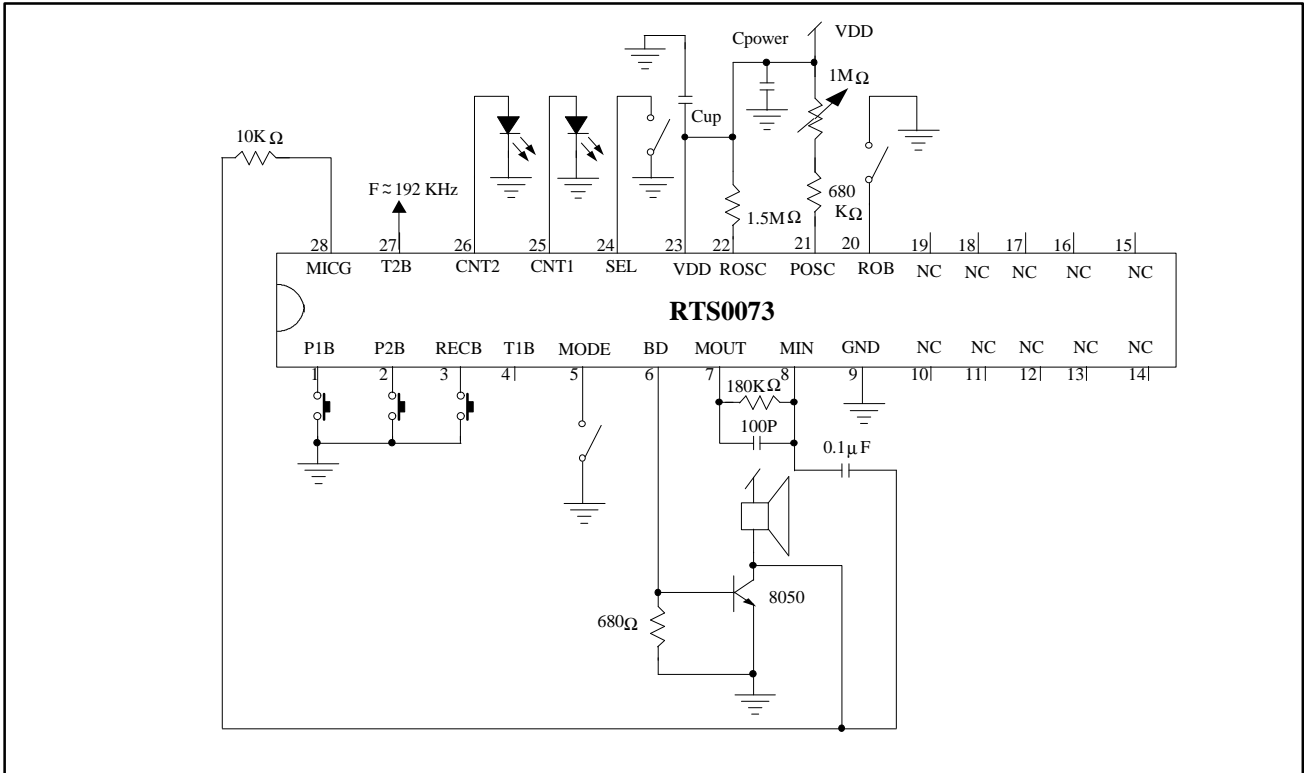 Cpower
VDD
1MΩ
Cup
10KΩ
F≈192 KHz
1.5MΩ
680
KΩ
28 27 26 25 24 23 22 21 20 19 18 17 16 15
MICG T2B CNT2 CNT1 SEL VDD ROSC POSC ROB NC NC NC NC NC
RTS0073
P1B P2B RECB T1B MODE BD MOUT MIN GND NC NC NC NC NC
1 2 3 4 5 6 7 8 9 10 11 12 13 14
180KΩ
100P
0.1μF
8050
680Ω